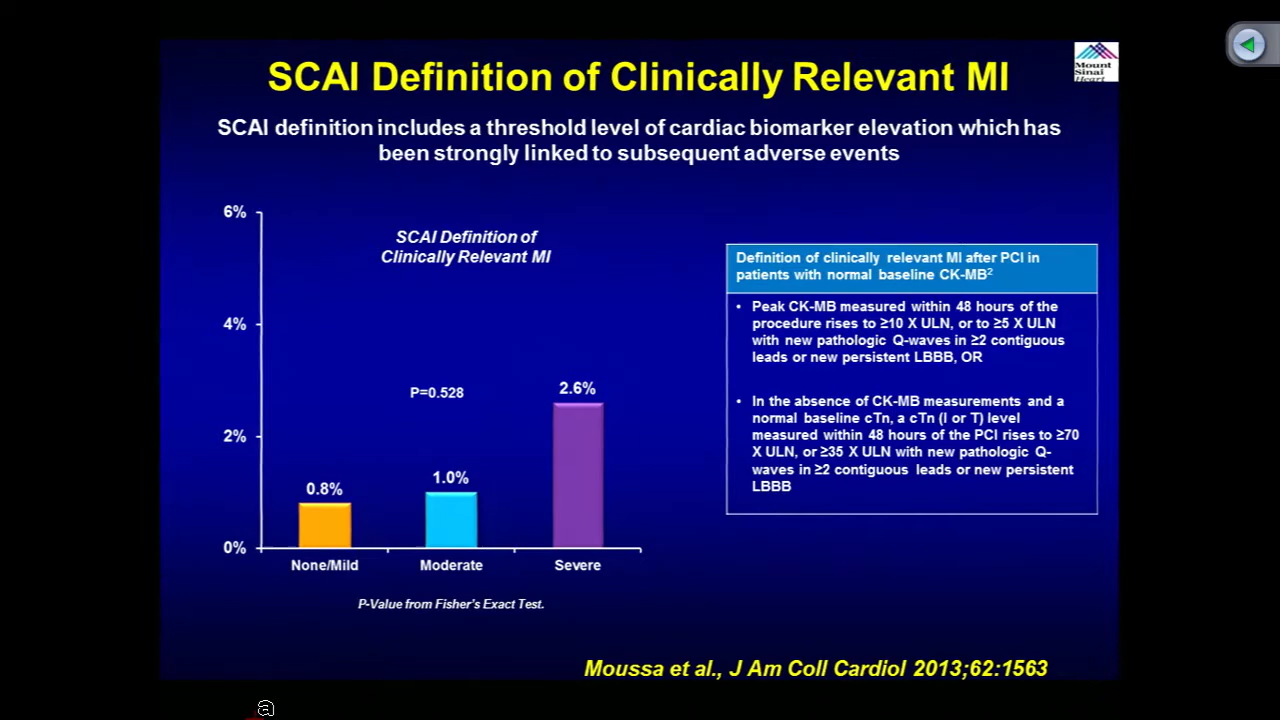 SCAI Definition of Clinically Relevant MI
Mount
Sinai
Heart
SCAI definition includes a threshold level of cardiac biomarker elevation which has
been strongly linked to subsequent adverse events
6%
4%
2%
0%
SCAI Definition of
Clinically Relevant MI
P=0.528
0.8%
1.0%
2.6%
None/Mild
Moderate
Severe
P-Value from Fisher's Exact Test.
Definition of clinically relevant MI after PCI in
patients with normal baseline CK-MB²
• Peak CK-MB measured within 48 hours of the
procedure rises to ≥10 X ULN, or to ≥5 X ULN
with new pathologic Q-waves in ≥2 contiguous
leads or new persistent LBBB, OR
• In the absence of CK-MB measurements and a
normal baseline cTn, a cTn (I or T) level
measured within 48 hours of the PCI rises to ≥70
X ULN, or ≥35 X ULN with new pathologic Q-
waves in ≥2 contiguous leads or new persistent
LBBB
Moussa et al., J Am Coll Cardiol 2013;62:1563
a